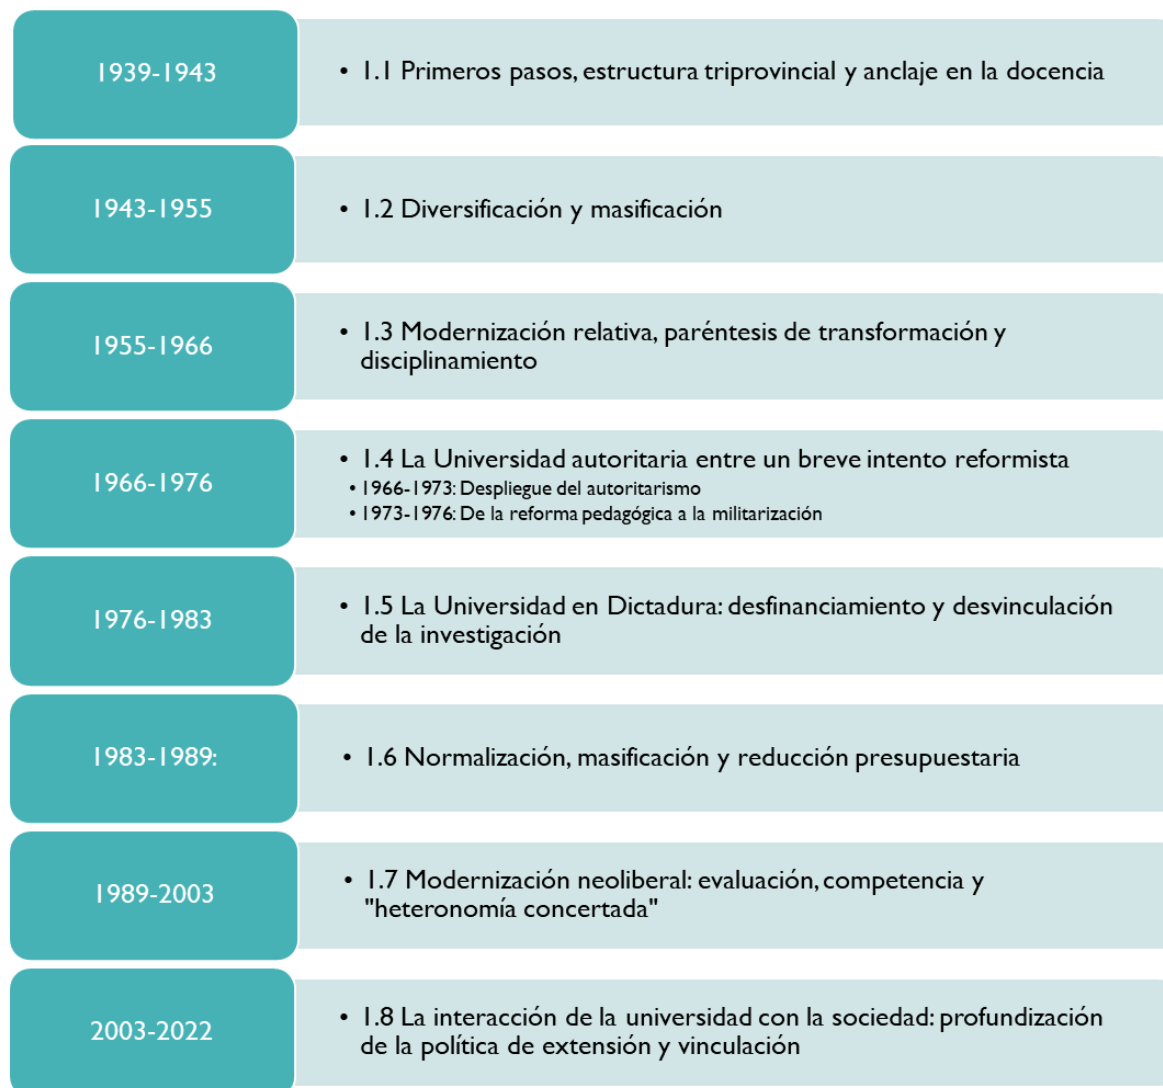 1939-1943
• 1.1 Primeros pasos, estructura triprovincial y anclaje en la docencia
1943-1955
• 1.2 Diversificación y masificación
1955-1966
• 1.3 Modernización relativa, paréntesis de transformación y
disciplinamiento
1966-1976
• 1.4 La Universidad autoritaria entre un breve intento reformista
• 1966-1973: Despliegue del autoritarismo
• 1973-1976: De la reforma pedagógica a la militarización
1976-1983
• 1.5 La Universidad en Dictadura: desfinanciamiento y desvinculación
de la investigación
1983-1989:
• 1.6 Normalización, masificación y reducción presupuestaria
1989-2003
• 1.7 Modernización neoliberal: evaluación, competencia y
"heteronomía concertada"
2003-2022
• 1.8 La interacción de la universidad con la sociedad: profundización
de la política de extensión y vinculación